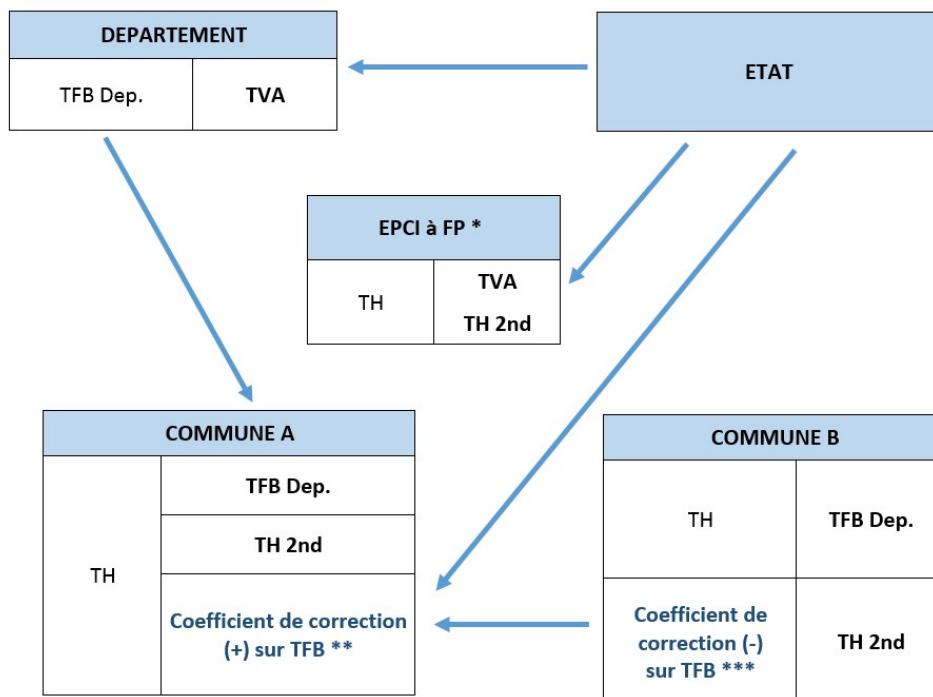 DEPARTEMENT
TFB Dep.
TVA
ETAT
EPCI à FP *
TH
TVA
TH 2nd
COMMUNE A
TH
TFB Dep.
TH 2nd
Coefficient de correction
(+) sur TFB **
COMMUNE B
TH
TFB Dep.
Coefficient de
correction (-)
sur TFB ***
TH 2nd